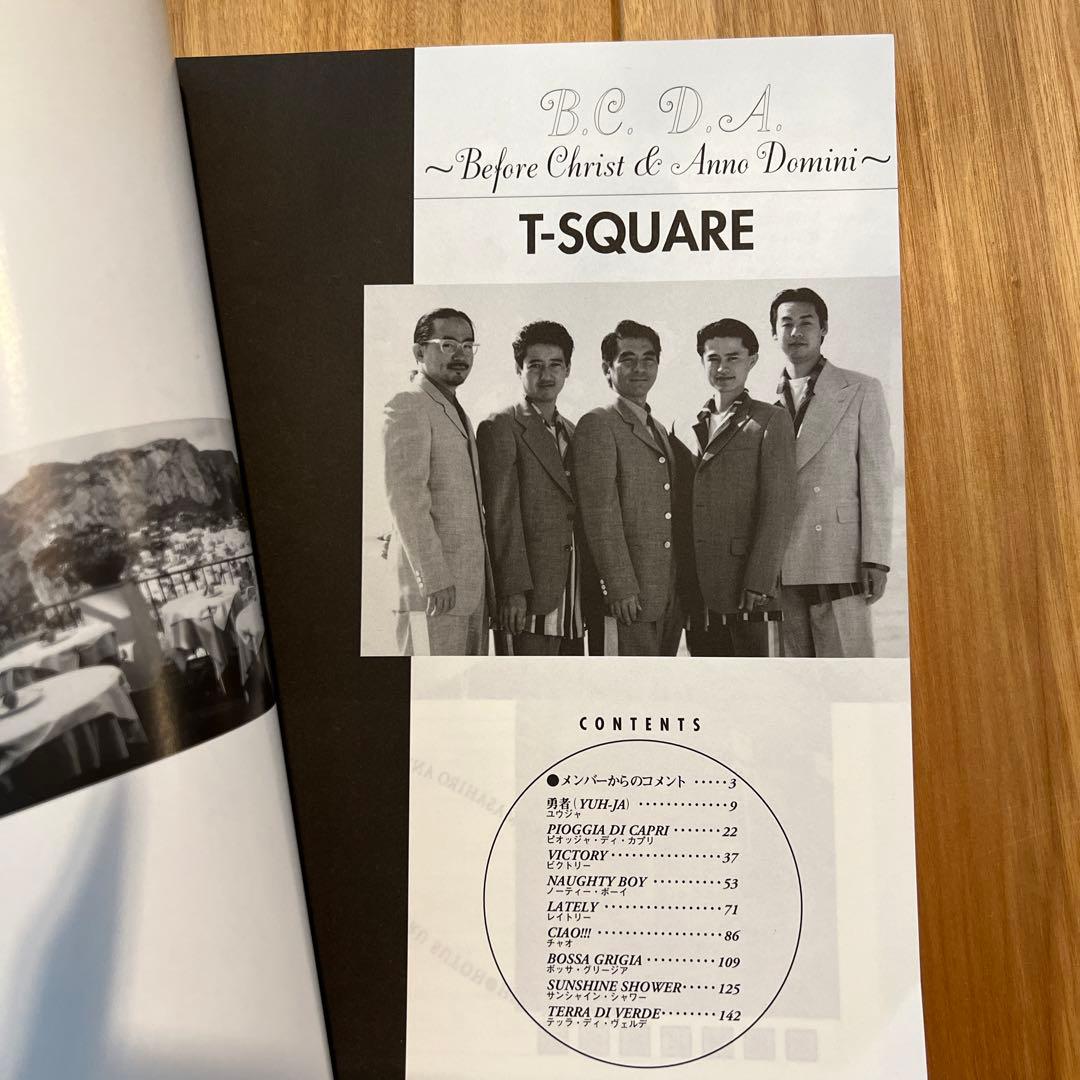 B.C. D.A.
~Before Christ & Anno Domini~
T-SQUARE
CONTENTS
●メンバーからのコメント ·····3
勇者(YUH-JA) ·············9
ユウジャ
PIOGGIA DI CAPRI ·······22
ピオッジャ・ディ・カプリ
VICTORY ················37
ビクトリー
NAUGHTY BOY ··········53
ノーティー・ボーイ
LATELY ·················71
レイトリー
CIAO!!! ··················86
チャオ
BOSSA GRIGIA ··········109
ボッサ・グリージア
SUNSHINE SHOWER·····125
サンシャイン・シャワー
TERRA DI VERDE········142
テッラ・ディ・ヴェルデ